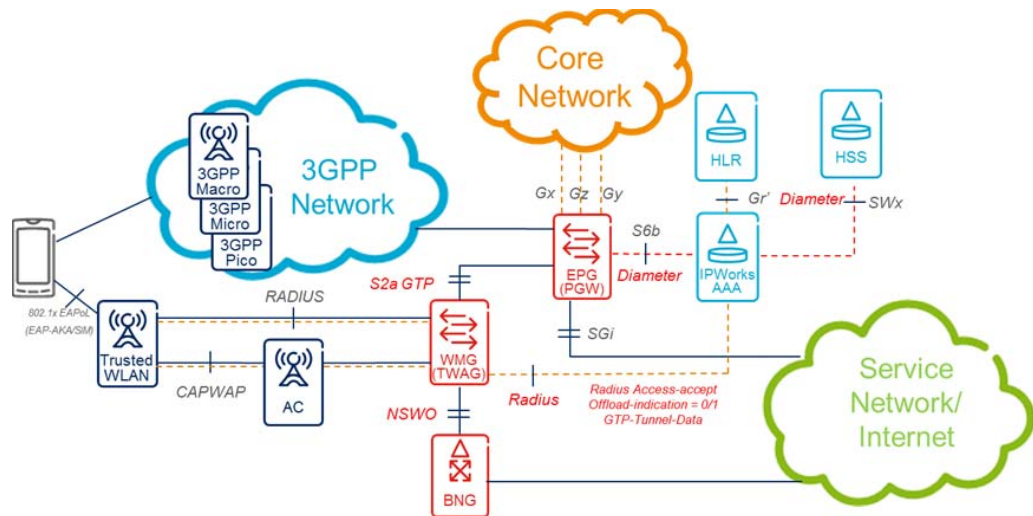 Core
Network
3GPP
Network
3GPP
Macro
3GPP
Micro
3GPP
Pico
HLR
HSS
Gx
Gz
Gy
Gr'
Diameter
SWx
S6b
Diameter
EPG
(PGW)
IPWorks
AAA
S2a GTP
802.1x EAPoL
(EAP-AKA/SIM)
RADIUS
Trusted
WLAN
CAPWAP
AC
WMG
(TWAG)
SGi
Radius
Radius Access-accept
Offload-indication = 0/1
GTP-Tunnel-Data
NSWO
BNG
Service
Network/
Internet